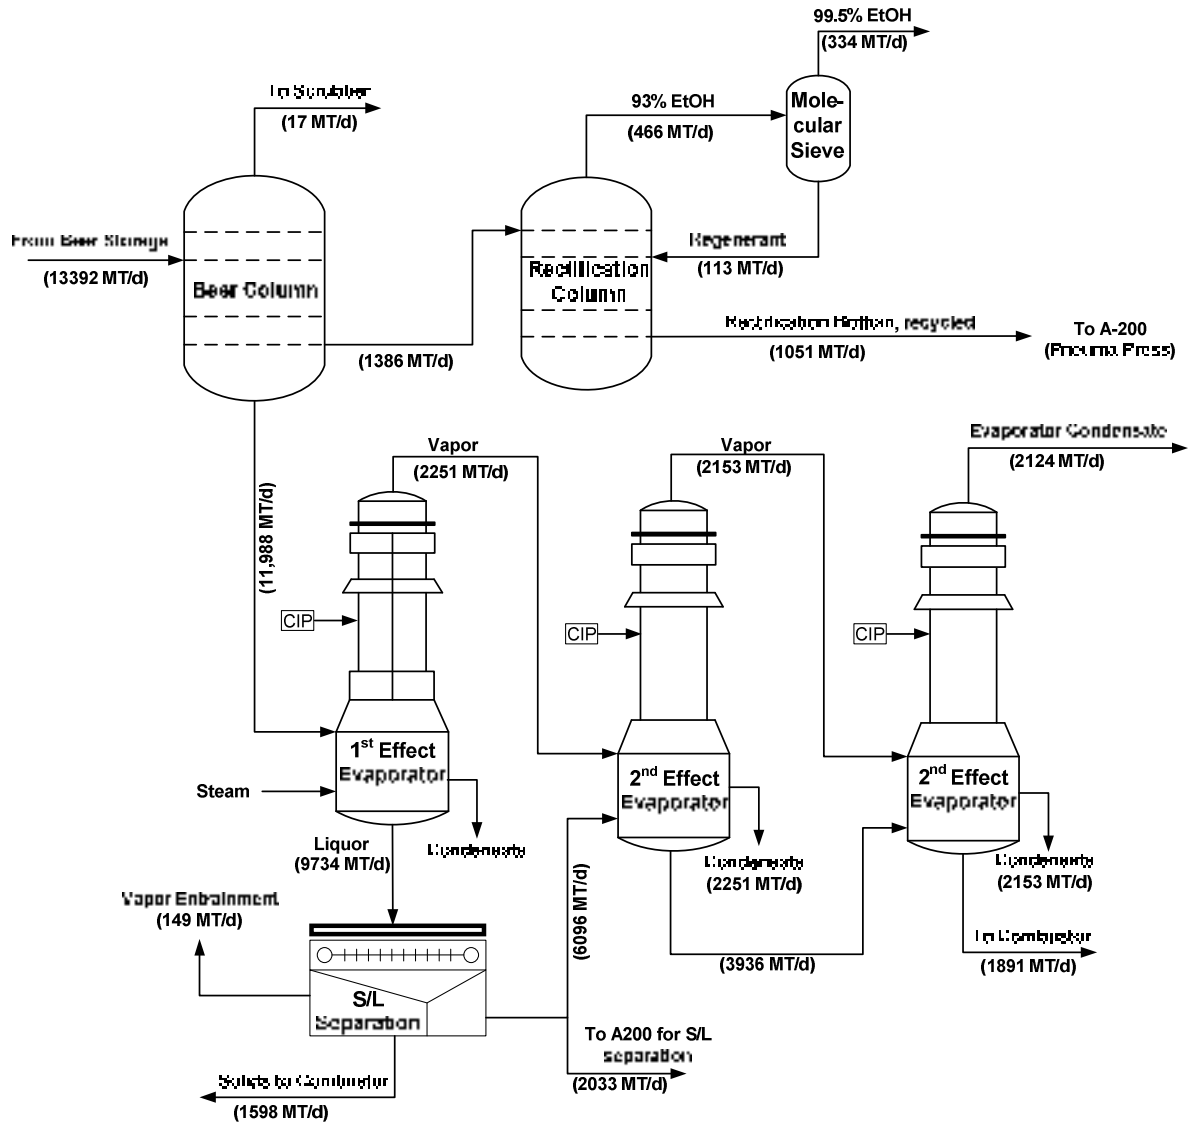 99.5% EtOH
(334 MT/d)
To Scrubber
(17 MT/d)
93% EtOH
(466 MT/d)
Mole-
cular
Sieve
From Beer Storage
(13392 MT/d)
Beer Column
Regenerant
(113 MT/d)
Rectification
Column
(1386 MT/d)
Rectification Bottom, recycled
(1051 MT/d)
To A-200
(Pneuma Press)
Vapor
(2251 MT/d)
Vapor
(2153 MT/d)
Evaporator Condensate
(2124 MT/d)
(11,988 MT/d)
CIP
CIP
CIP
1st Effect
Evaporator
Steam
2nd Effect
Evaporator
2nd Effect
Evaporator
Liquor
(9734 MT/d)
Condensate
Condensate
(2251 MT/d)
Condensate
(2153 MT/d)
Vapor Entrainment
(149 MT/d)
(6096 MT/d)
(3936 MT/d)
To Combustor
(1891 MT/d)
S/L
Separation
To A200 for S/L
separation
(2033 MT/d)
Solids to Combustor
(1598 MT/d)